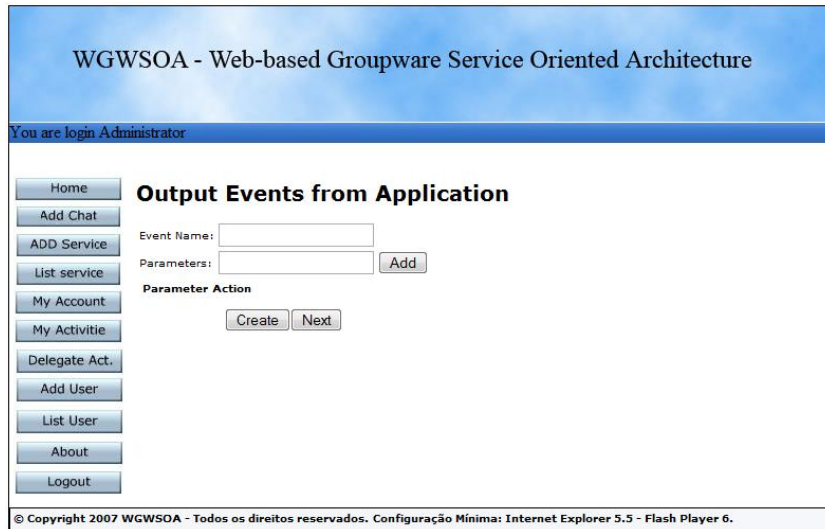 WGWSOA - Web-based Groupware Service Oriented Architecture
You are login Administrator
Home
Add Chat
ADD Service
List service
My Account
My Activitie
Delegate Act.
Add User
List User
About
Logout
Output Events from Application
Event Name:
Parameters: Add
Parameter Action
Create Next
© Copyright 2007 WGWSOA - Todos os direitos reservados. Configuração Mínima: Internet Explorer 5.5 - Flash Player 6.